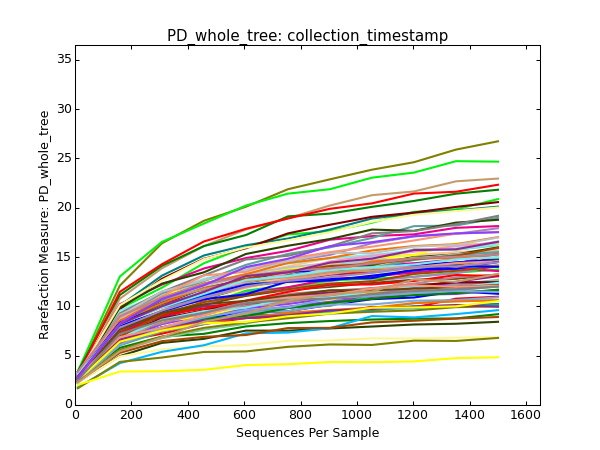 PD_whole_tree: collection_timestamp
35
30
25
20
15
10
5
0
Rarefaction Measure: PD_whole_tree
0 200 400 600 800 1000 1200 1400 1600
Sequences Per Sample